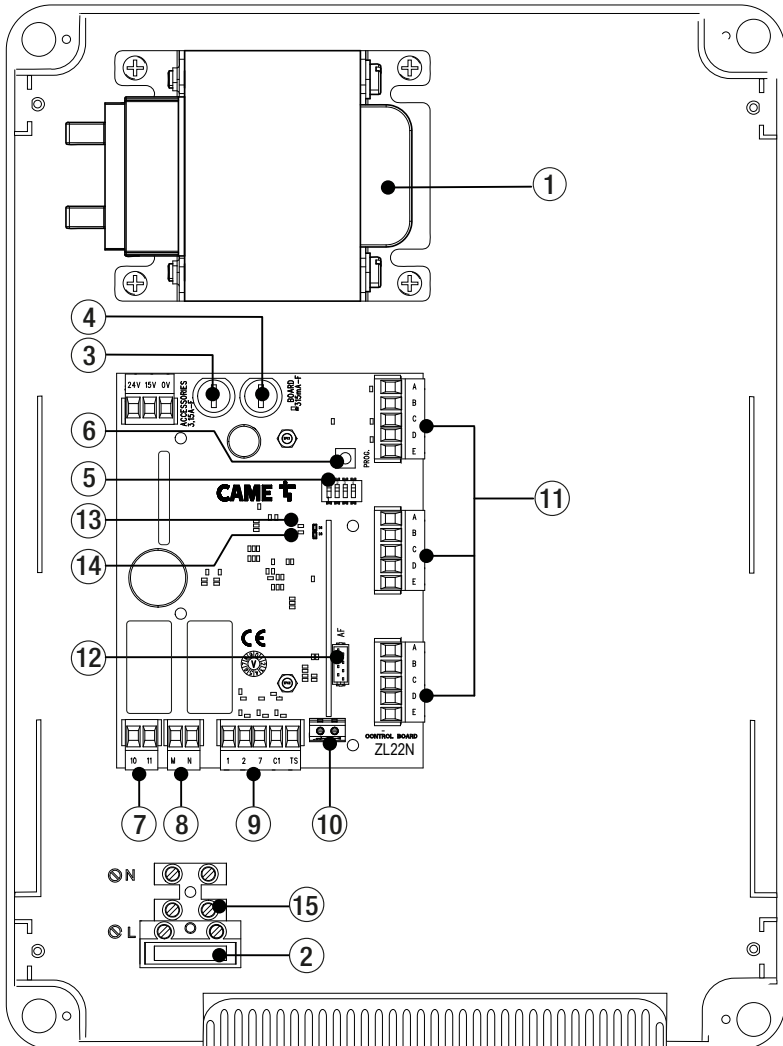 1
4
3
24V 15V 0V
ACCESSORIES
3,15A-F
BOARD
315mA-F
A
B
C
D
E
6
PROG.
5
CAME
11
13
14
A
B
C
D
E
AF
12
CE
V
A
B
C
D
E
CONTROL BOARD
ZL22N
10 11
M N
1 2 7 C1 TS
7
8
9
10
N
15
L
2